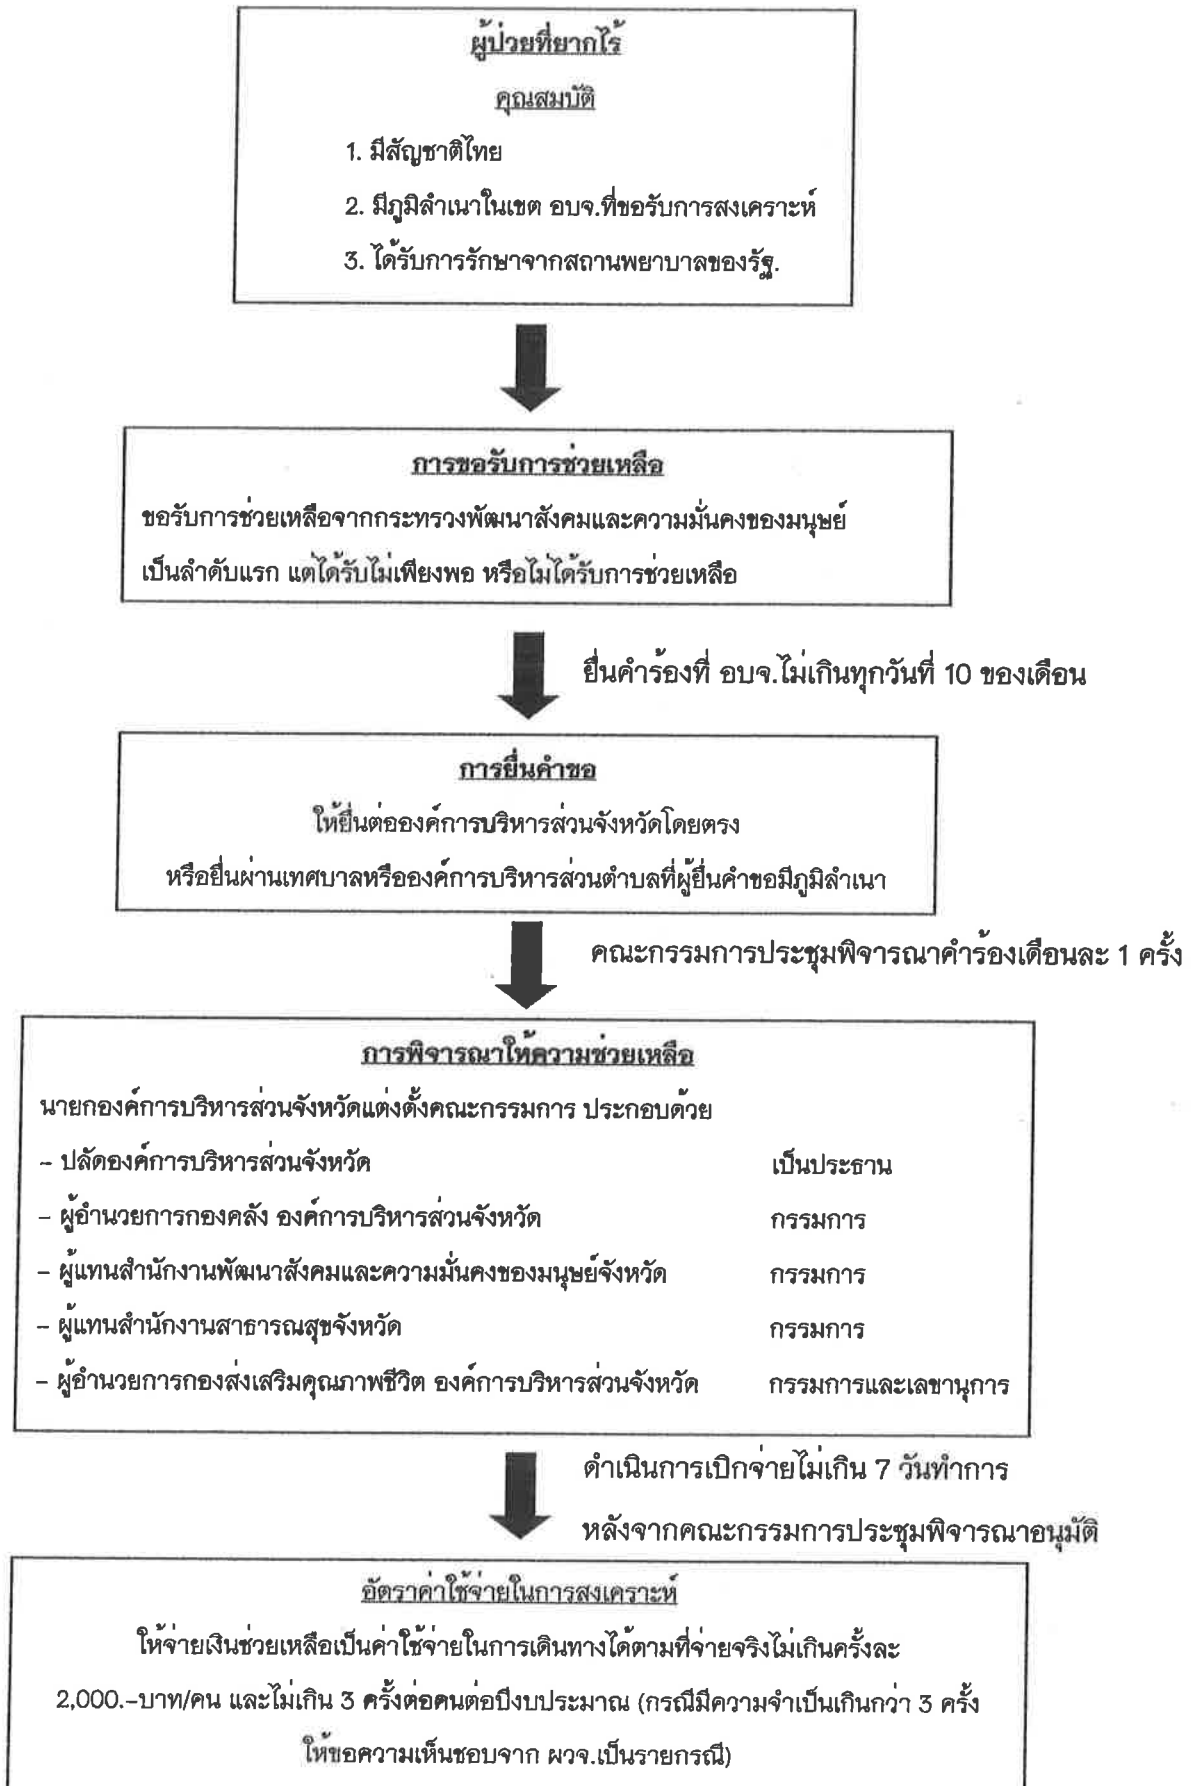 ผู้ป่วยที่ยากไร้
คุณสมบัติ
1. มีสัญชาติไทย
2. มีภูมิลำเนาในเขต อบจ.ที่ขอรับการสงเคราะห์
3. ได้รับการรักษาจากสถานพยาบาลของรัฐ.
การขอรับการช่วยเหลือ
ขอรับการช่วยเหลือจากกระทรวงพัฒนาสังคมและความมั่นคงของมนุษย์
เป็นลำดับแรก แต่ได้รับไม่เพียงพอ หรือไม่ได้รับการช่วยเหลือ
ยื่นคำร้องที่ อบจ.ไม่เกินทุกวันที่ 10 ของเดือน
การยื่นคำขอ
ให้ยื่นต่อองค์การบริหารส่วนจังหวัดโดยตรง
หรือยื่นผ่านเทศบาลหรือองค์การบริหารส่วนตำบลที่ผู้ยื่นคำขอมีภูมิลำเนา
คณะกรรมการประชุมพิจารณาคำร้องเดือนละ 1 ครั้ง
การพิจารณาให้ความช่วยเหลือ
นายกองค์การบริหารส่วนจังหวัดแต่งตั้งคณะกรรมการ ประกอบด้วย
– ปลัดองค์การบริหารส่วนจังหวัด เป็นประธาน
– ผู้อำนวยการกองคลัง องค์การบริหารส่วนจังหวัด กรรมการ
– ผู้แทนสำนักงานพัฒนาสังคมและความมั่นคงของมนุษย์จังหวัด กรรมการ
– ผู้แทนสำนักงานสาธารณสุขจังหวัด กรรมการ
– ผู้อำนวยการกองส่งเสริมคุณภาพชีวิต องค์การบริหารส่วนจังหวัด กรรมการและเลขานุการ
ดำเนินการเบิกจ่ายไม่เกิน 7 วันทำการ
หลังจากคณะกรรมการประชุมพิจารณาอนุมัติ
อัตราค่าใช้จ่ายในการสงเคราะห์
ให้จ่ายเงินช่วยเหลือเป็นค่าใช้จ่ายในการเดินทางได้ตามที่จ่ายจริงไม่เกินครั้งละ
2,000.–บาท/คน และไม่เกิน 3 ครั้งต่อคนต่อปีงบประมาณ (กรณีมีความจำเป็นเกินกว่า 3 ครั้ง
ให้ขอความเห็นชอบจาก ผวจ.เป็นรายกรณี)